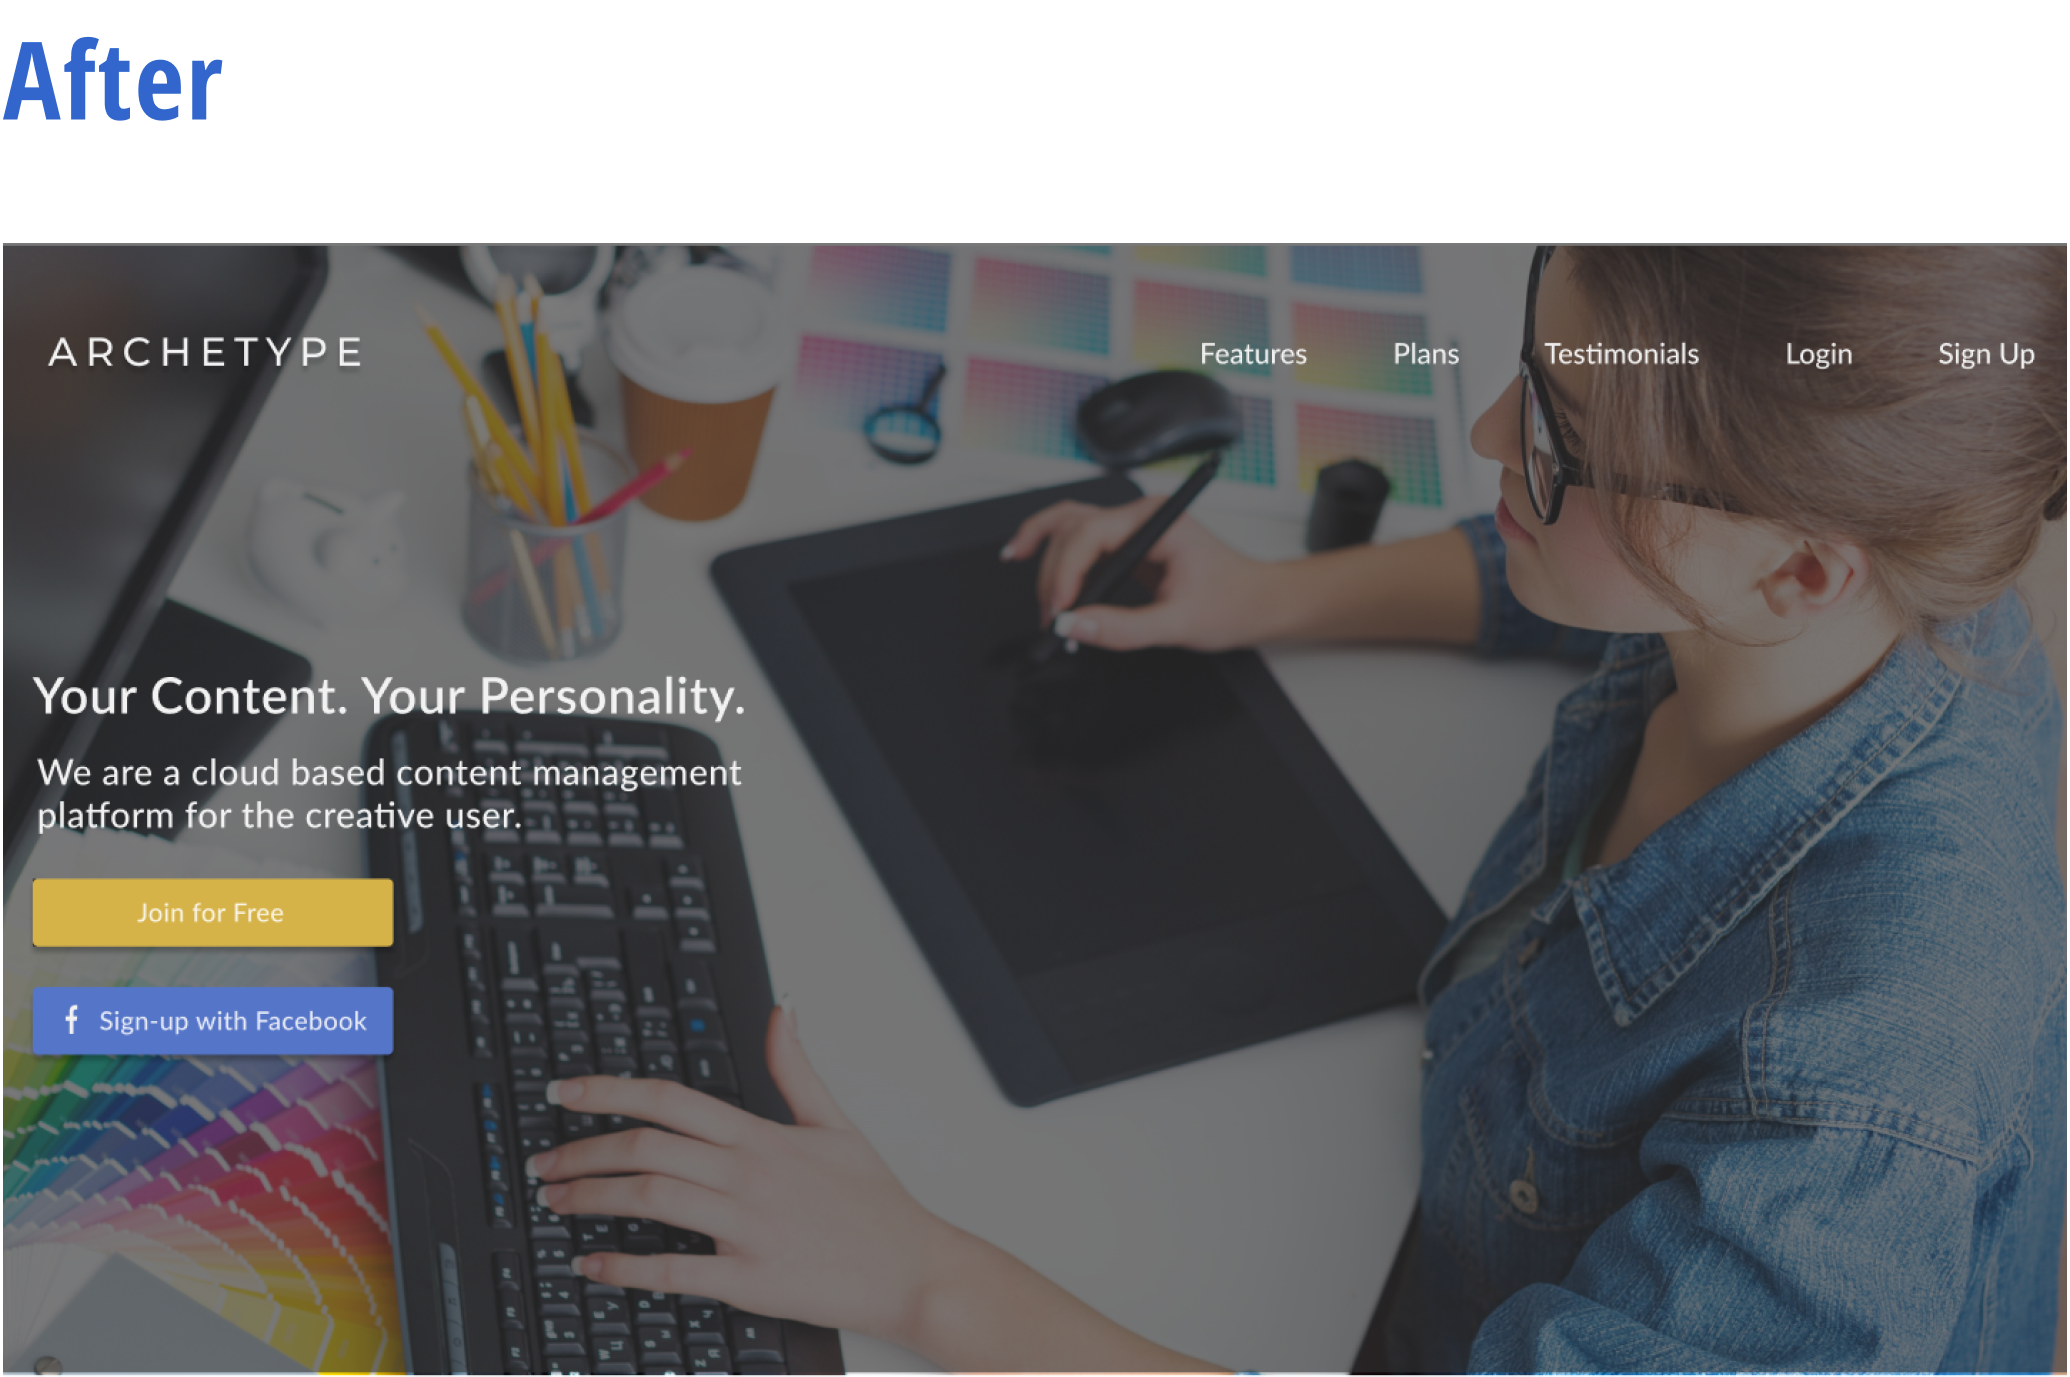 After
ARCHETYPE
Features Plans Testimonials Login Sign Up
Your Content. Your Personality.
We are a cloud based content management
platform for the creative user.
Join for Free
f Sign-up with Facebook